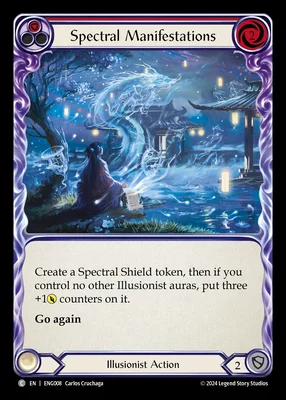 Spectral Manifestations
Create a Spectral Shield token, then if you
control no other Illusionist auras, put three
+1 counters on it.
Go again
Illusionist Action
2
C EN | ENG008 Carlos Cruchaga
© 2024 Legend Story Studios